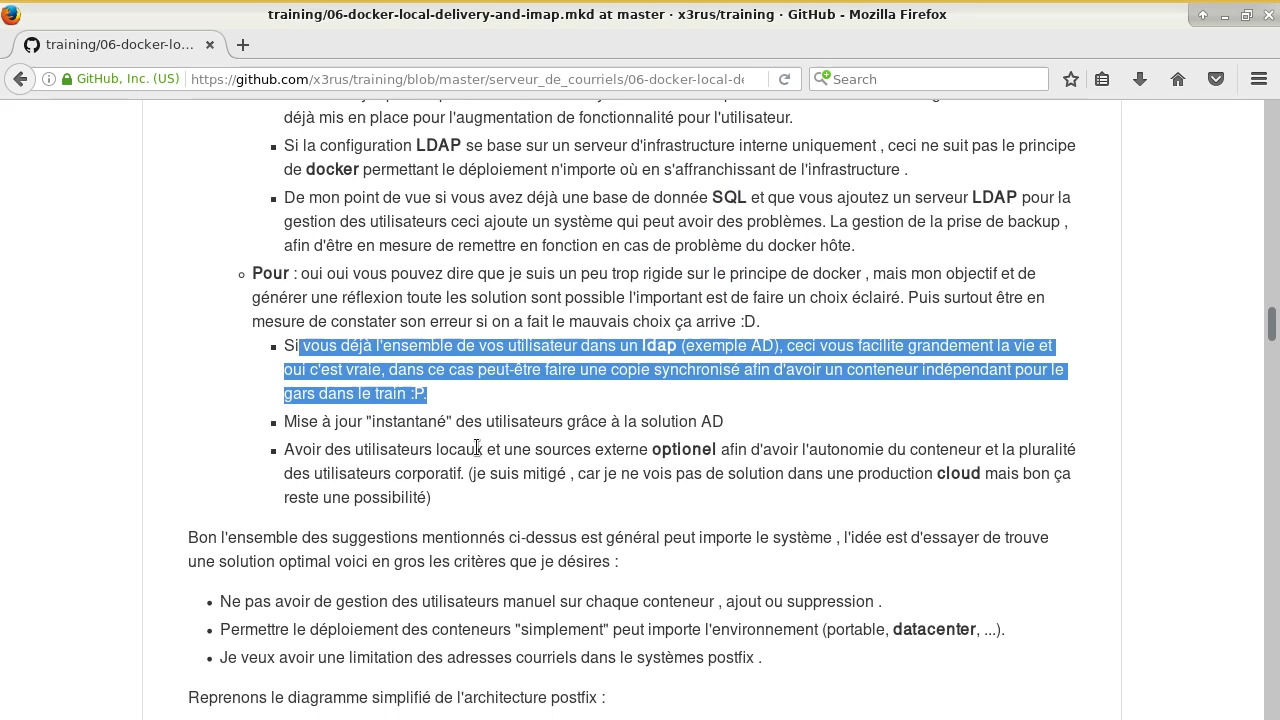 training/06-docker-local-delivery-and-imap.mkd at master · x3rus/training · GitHub - Mozilla Firefox
training/06-docker-lo...
GitHub, Inc. (US)
https://github.com/x3rus/training/blob/master/serveur_de_courriels/06-docker-local-de
Search
déjà mis en place pour l'augmentation de fonctionnalité pour l'utilisateur.
Si la configuration LDAP se base sur un serveur d'infrastructure interne uniquement , ceci ne suit pas le principe
de docker permettant le déploiement n'importe où en s'affranchissant de l'infrastructure .
De mon point de vue si vous avez déjà une base de donnée SQL et que vous ajoutez un serveur LDAP pour la
gestion des utilisateurs ceci ajoute un système qui peut avoir des problèmes. La gestion de la prise de backup ,
afin d'être en mesure de remettre en fonction en cas de problème du docker hôte.
Pour : oui oui vous pouvez dire que je suis un peu trop rigide sur le principe de docker , mais mon objectif et de
générer une réflexion toute les solution sont possible l'important est de faire un choix éclairé. Puis surtout être en
mesure de constater son erreur si on a fait le mauvais choix ça arrive :D.
Si vous déjà l'ensemble de vos utilisateur dans un ldap (exemple AD), ceci vous facilite grandement la vie et
oui c'est vraie, dans ce cas peut-être faire une copie synchronisé afin d'avoir un conteneur indépendant pour le
gars dans le train :P.
Mise à jour "instantané" des utilisateurs grâce à la solution AD
Avoir des utilisateurs locaux et une sources externe optionel afin d'avoir l'autonomie du conteneur et la pluralité
des utilisateurs corporatif. (je suis mitigé , car je ne vois pas de solution dans une production cloud mais bon ça
reste une possibilité)
Bon l'ensemble des suggestions mentionnés ci-dessus est général peut importe le système , l'idée est d'essayer de trouve
une solution optimal voici en gros les critères que je désires :
Ne pas avoir de gestion des utilisateurs manuel sur chaque conteneur , ajout ou suppression .
Permettre le déploiement des conteneurs "simplement" peut importe l'environnement (portable, datacenter, ...).
Je veux avoir une limitation des adresses courriels dans le systèmes postfix .
Reprenons le diagramme simplifié de l'architecture postfix :